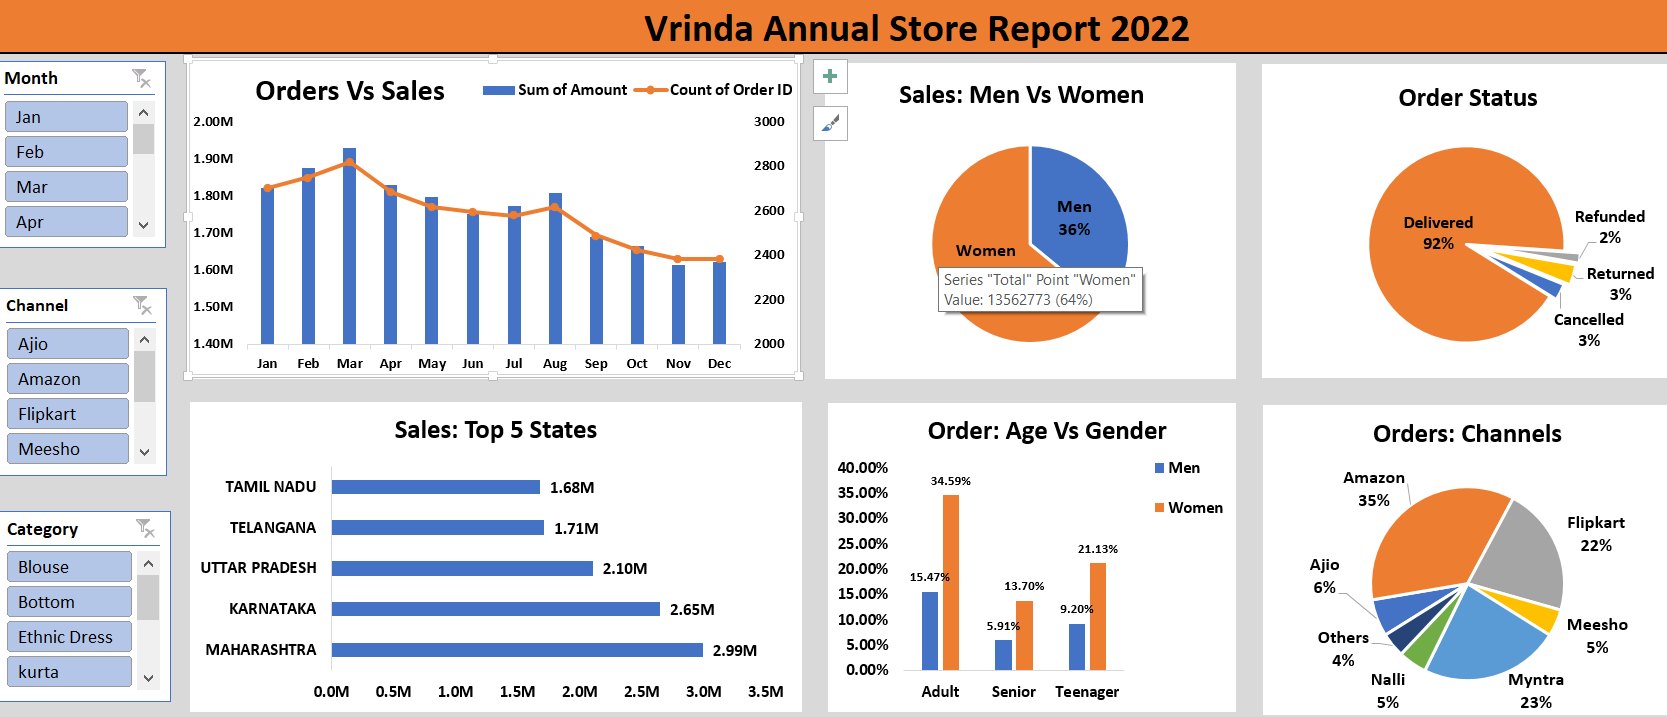 Vrinda Annual Store Report 2022
Month
Jan
Feb
Mar
Apr
Channel
Ajio
Amazon
Flipkart
Meesho
Category
Blouse
Bottom
Ethnic Dress
kurta
Orders Vs Sales
Sum of Amount
Count of Order ID
2.00M
1.90M
1.80M
1.70M
1.60M
1.50M
1.40M
3000
2800
2600
2400
2200
2000
Jan Feb Mar Apr May Jun Jul Aug Sep Oct Nov Dec
Sales: Men Vs Women
Men
36%
Women
Series "Total" Point "Women"
Value: 13562773 (64%)
Order Status
Delivered
92%
Refunded
2%
Returned
3%
Cancelled
3%
Sales: Top 5 States
TAMIL NADU 1.68M
TELANGANA 1.71M
UTTAR PRADESH 2.10M
KARNATAKA 2.65M
MAHARASHTRA 2.99M
0.0M 0.5M 1.0M 1.5M 2.0M 2.5M 3.0M 3.5M
Order: Age Vs Gender
Men
Women
40.00%
35.00%
30.00%
25.00%
20.00%
15.00%
10.00%
5.00%
0.00%
15.47%
34.59%
5.91%
13.70%
9.20%
21.13%
Adult Senior Teenager
Orders: Channels
Amazon
35%
Flipkart
22%
Meesho
5%
Myntra
23%
Nalli
5%
Others
4%
Ajio
6%